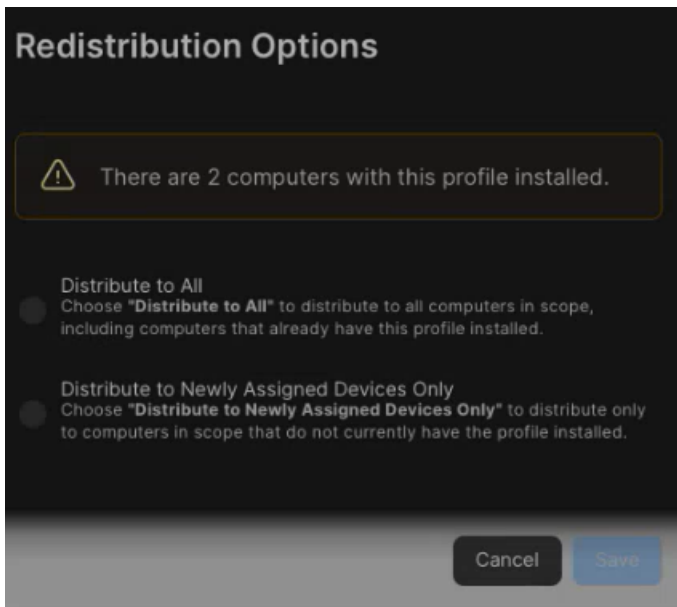 Redistribution Options
There are 2 computers with this profile installed.
Distribute to All
Choose "Distribute to All" to distribute to all computers in scope,
including computers that already have this profile installed.
Distribute to Newly Assigned Devices Only
Choose "Distribute to Newly Assigned Devices Only" to distribute only
to computers in scope that do not currently have the profile installed.
Cancel
Save